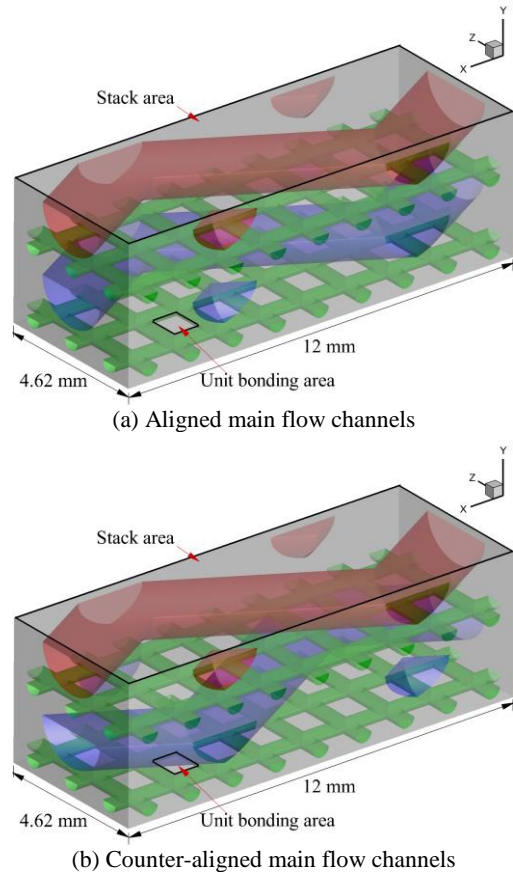 Y
Z
X
Stack area
12 mm
4.62 mm
Unit bonding area
(a) Aligned main flow channels
Y
Z
X
Stack area
12 mm
4.62 mm
Unit bonding area
(b) Counter-aligned main flow channels